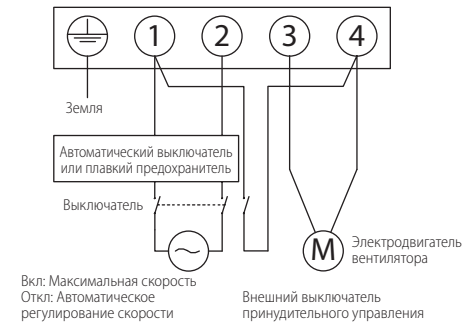 1 2 3 4
Земля
Автоматический выключатель
или плавкий предохранитель
Выключатель
M
Электродвигатель
вентилятора
Вкл: Максимальная скорость
Откл: Автоматическое
регулирование скорости
Внешний выключатель
принудительного управления